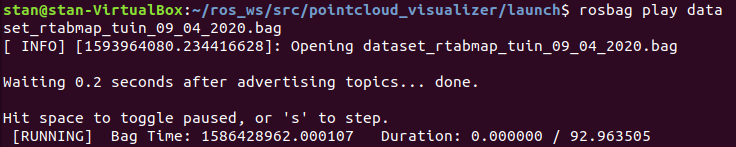 stan@stan-VirtualBox:~/ros_ws/src/pointcloud_visualizer/launch$ rosbag play data
set_rtabmap_tuin_09_04_2020.bag
[ INFO] [1593964080.234416628]: Opening dataset_rtabmap_tuin_09_04_2020.bag
Waiting 0.2 seconds after advertising topics... done.
Hit space to toggle paused, or 's' to step.
[RUNNING]  Bag Time: 1586428962.000107   Duration: 0.000000 / 92.963505